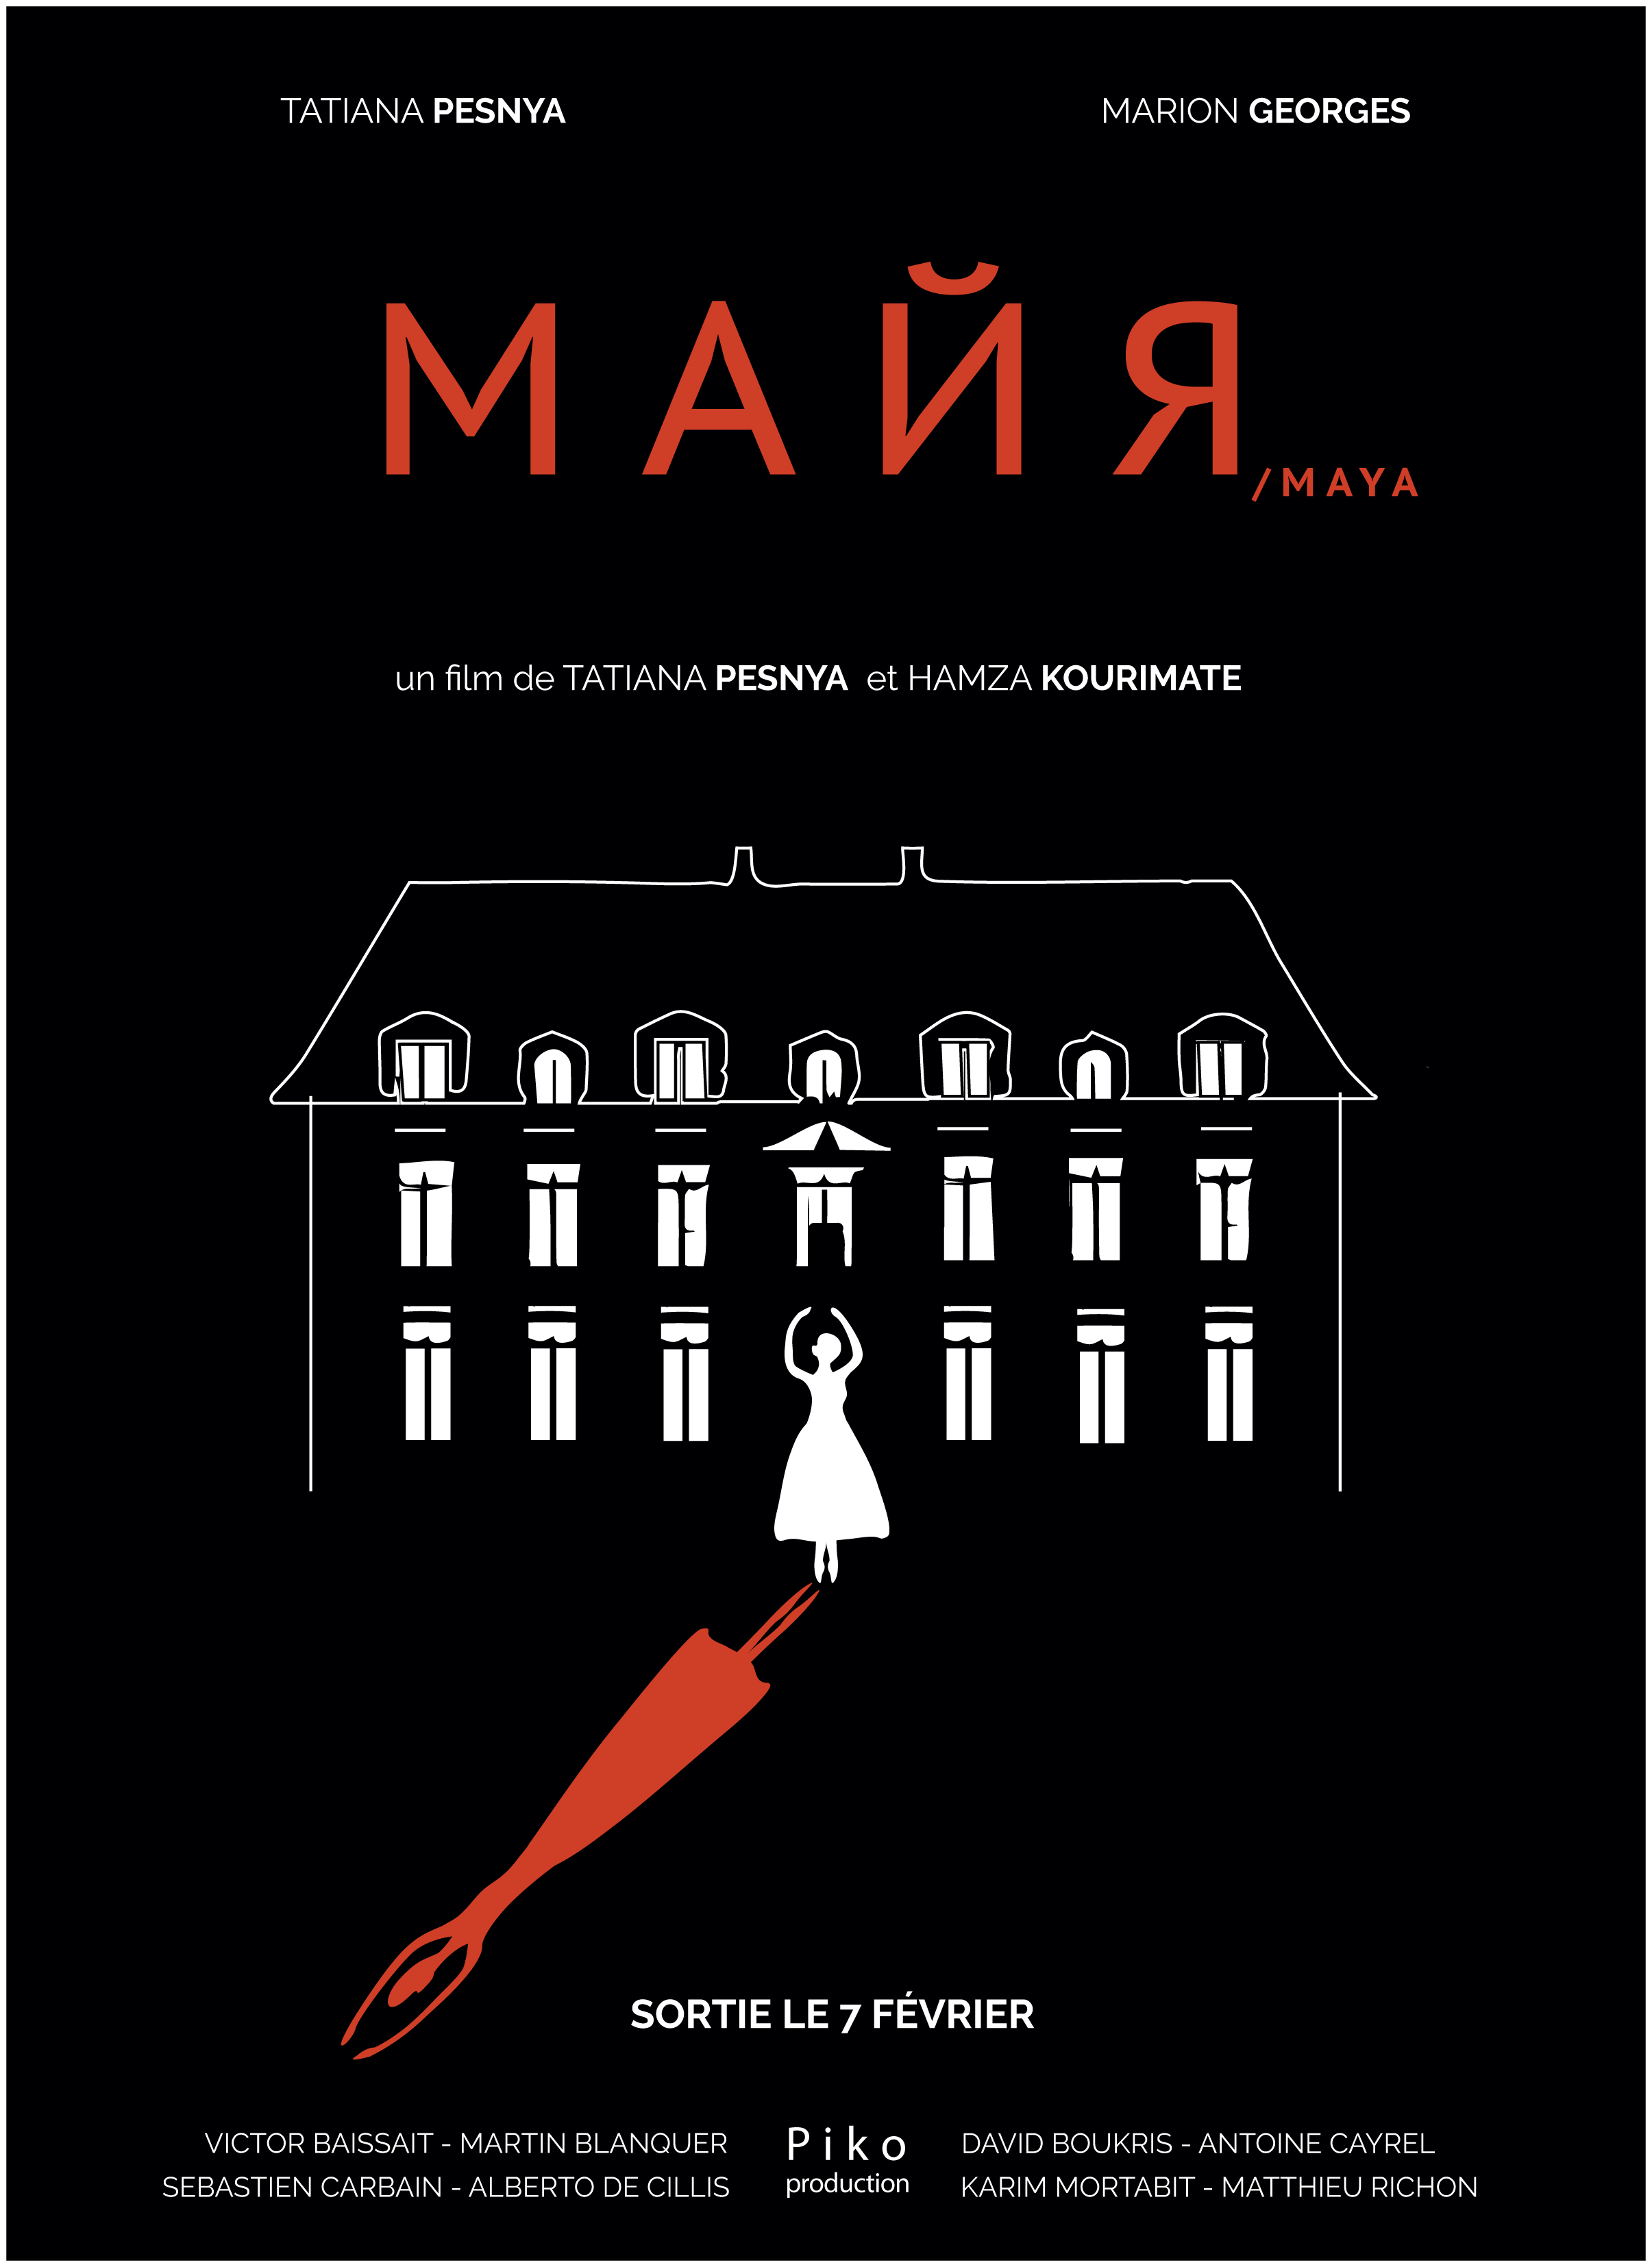 TATIANA PESNYA
MARION GEORGES
МАЙЯ
/MAYA
un film de TATIANA PESNYA et HAMZA KOURIMATE
SORTIE LE 7 FÉVRIER
VICTOR BAISSAIT - MARTIN BLANQUER
SEBASTIEN CARBAIN - ALBERTO DE CILLIS
Piko
production
DAVID BOUKRIS - ANTOINE CAYREL
KARIM MORTABIT - MATTHIEU RICHON